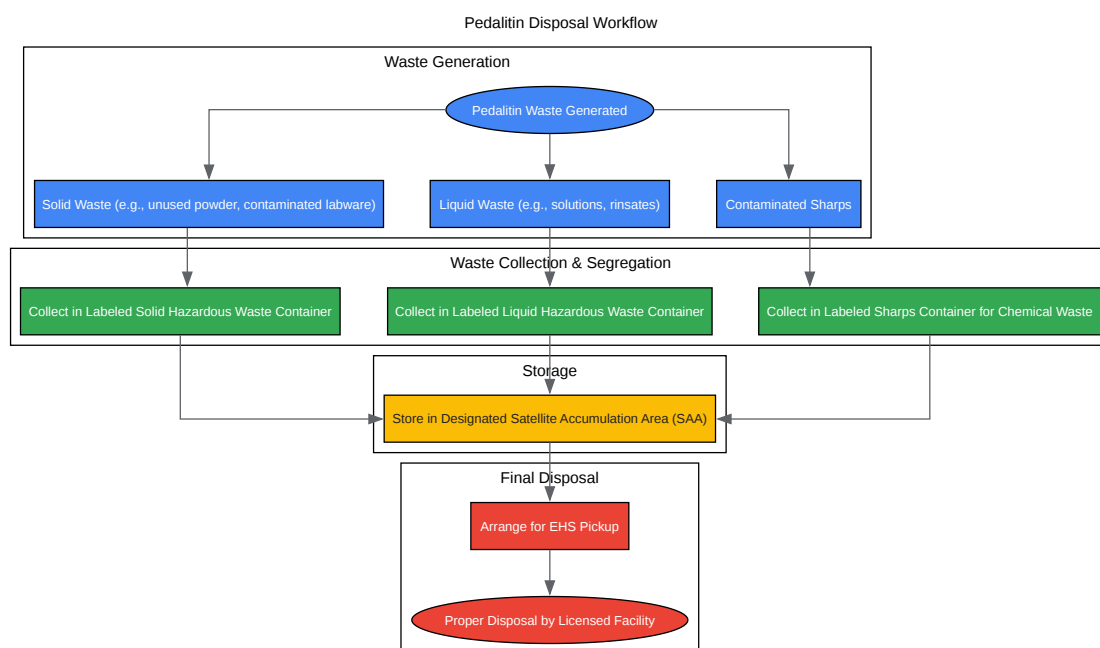 Pedalitin Disposal Workflow
Waste Generation
Pedalitin Waste Generated
Solid Waste (e.g., unused powder, contaminated labware)
Liquid Waste (e.g., solutions, rinsates)
Contaminated Sharps
Waste Collection & Segregation
Collect in Labeled Solid Hazardous Waste Container
Collect in Labeled Liquid Hazardous Waste Container
Collect in Labeled Sharps Container for Chemical Waste
Storage
Store in Designated Satellite Accumulation Area (SAA)
Final Disposal
Arrange for EHS Pickup
Proper Disposal by Licensed Facility